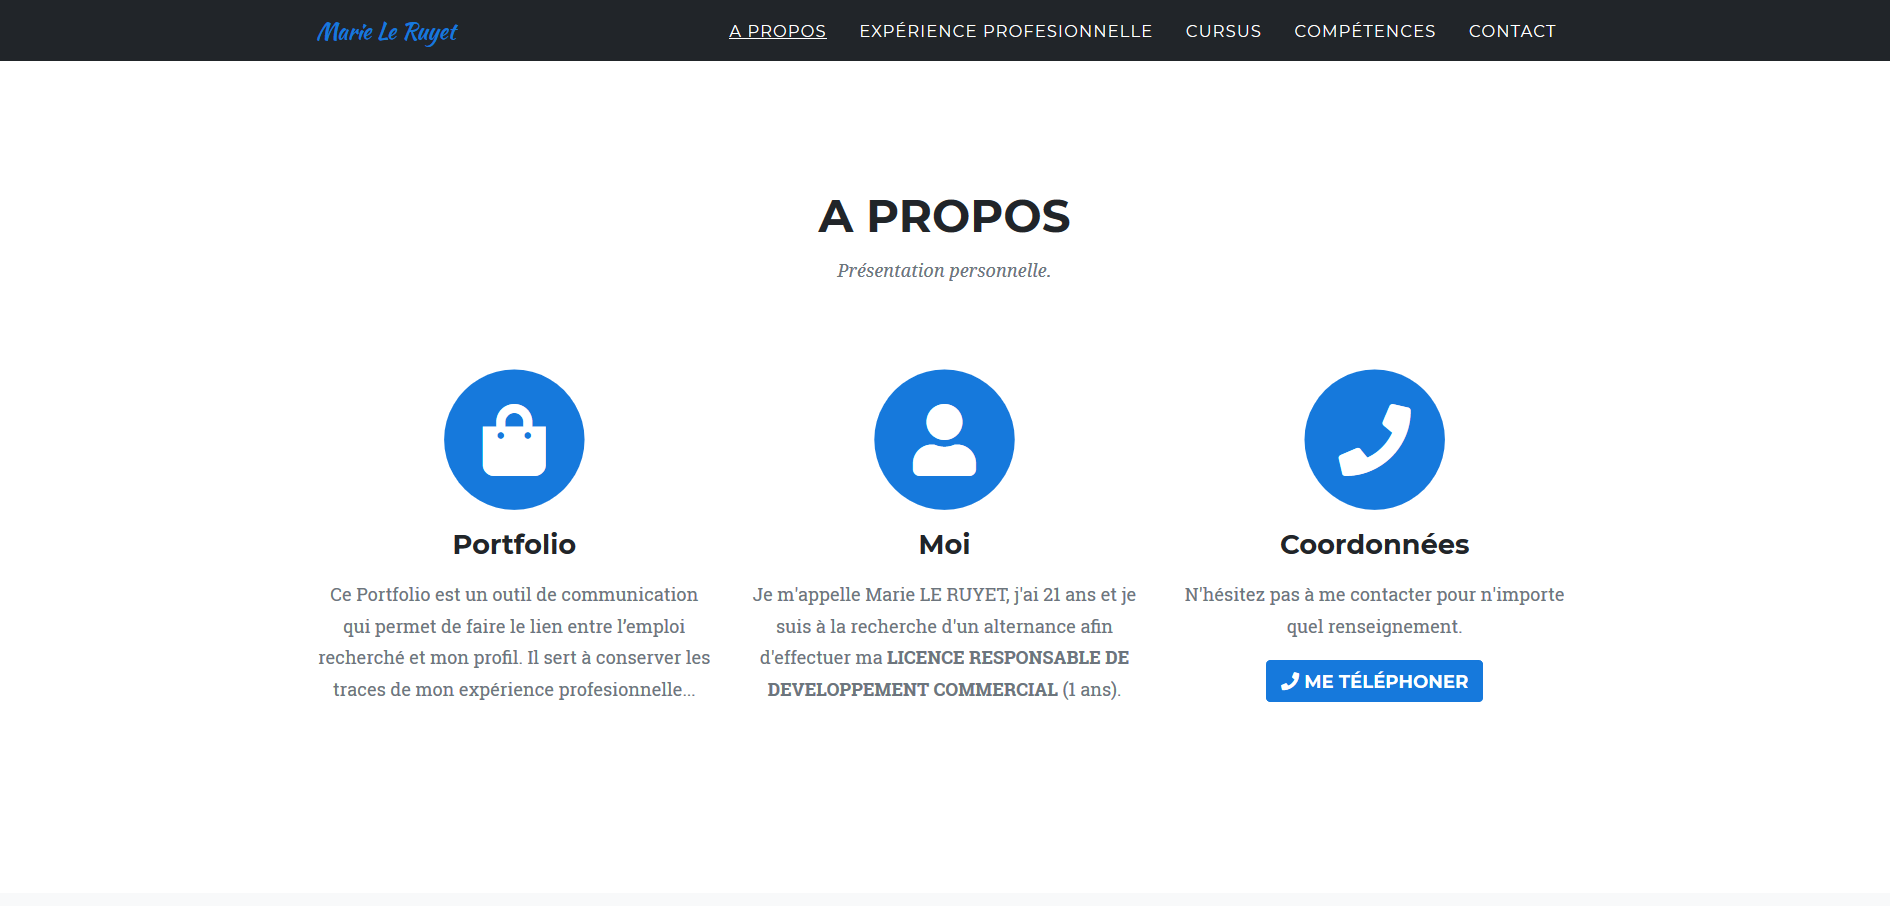 Marie Le Ruyet
A PROPOS
EXPÉRIENCE PROFESIONNELLE
CURSUS
COMPÉTENCES
CONTACT
A PROPOS
Présentation personnelle.
Portfolio
Ce Portfolio est un outil de communication
qui permet de faire le lien entre l’emploi
recherché et mon profil. Il sert à conserver les
traces de mon expérience profesionnelle...
Moi
Je m'appelle Marie LE RUYET, j'ai 21 ans et je
suis à la recherche d'un alternance afin
d'effectuer ma LICENCE RESPONSABLE DE
DEVELOPPEMENT COMMERCIAL (1 ans).
Coordonnées
N'hésitez pas à me contacter pour n'importe
quel renseignement.
ME TÉLÉPHONER